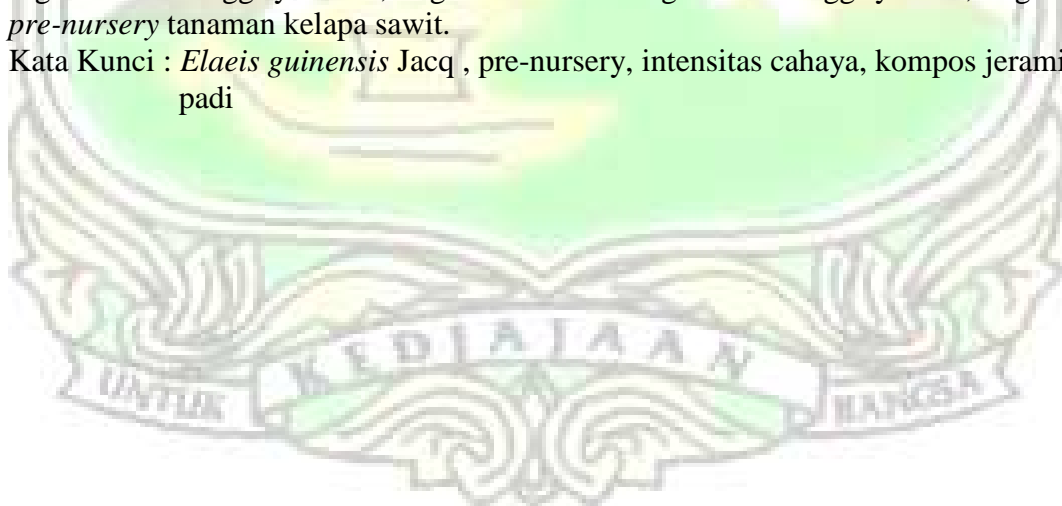 pre-nursery tanaman kelapa sawit.
Kata Kunci : Elaeis guinensis Jacq , pre-nursery, intensitas cahaya, kompos jerami
padi
KEDJAJAAN
UNTUK
BANGSA